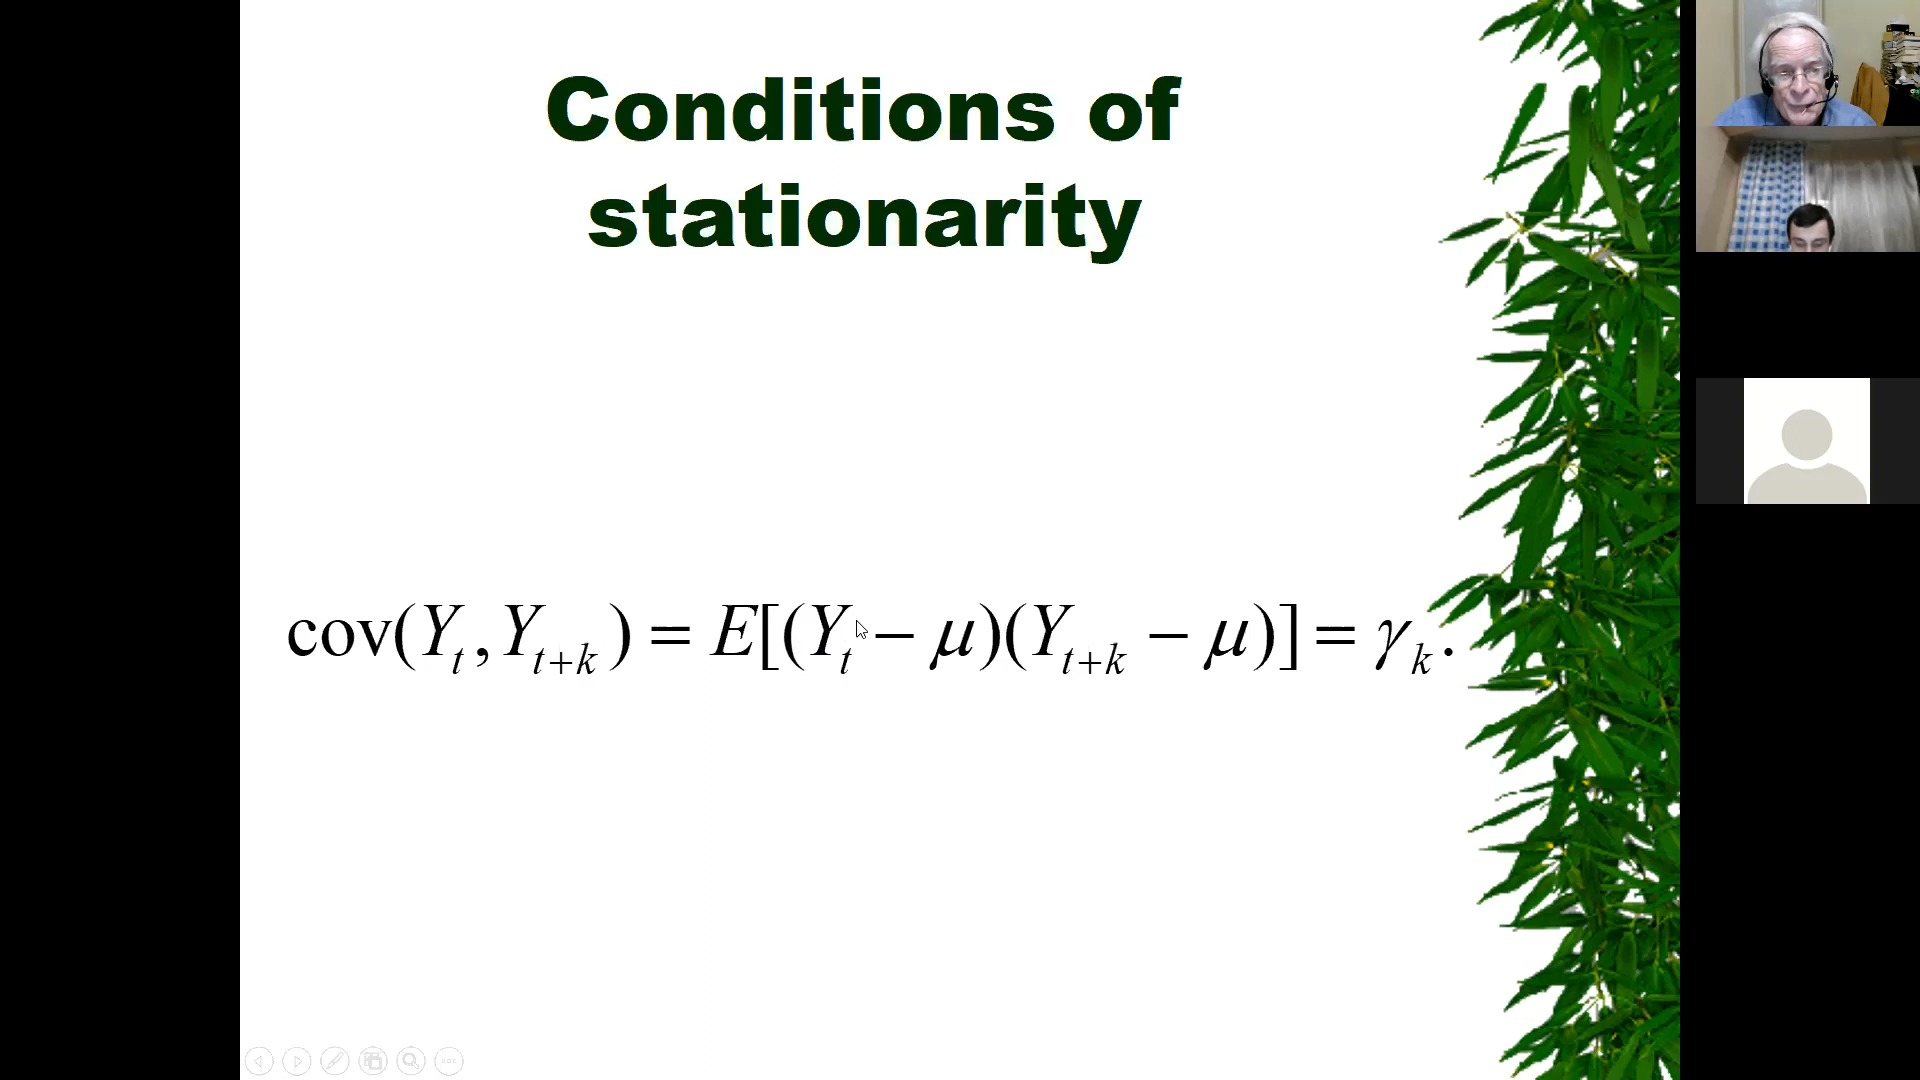 Conditions of
stationarity
cov(Y_t, Y_{t+k}) = E[(Y_t − μ)(Y_{t+k} − μ)] = γ_k.